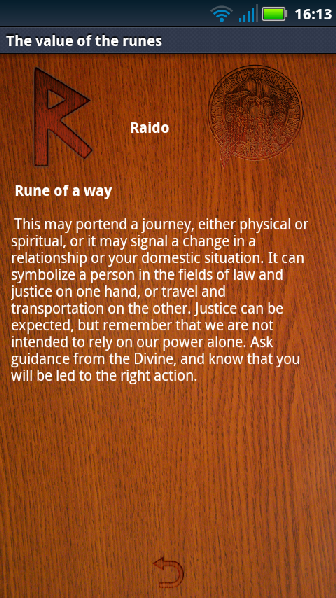 16:13
The value of the runes
Raido
Rune of a way
This may portend a journey, either physical or
spiritual, or it may signal a change in a
relationship or your domestic situation. It can
symbolize a person in the fields of law and
justice on one hand, or travel and
transportation on the other. Justice can be
expected, but remember that we are not
intended to rely on our power alone. Ask
guidance from the Divine, and know that you
will be led to the right action.